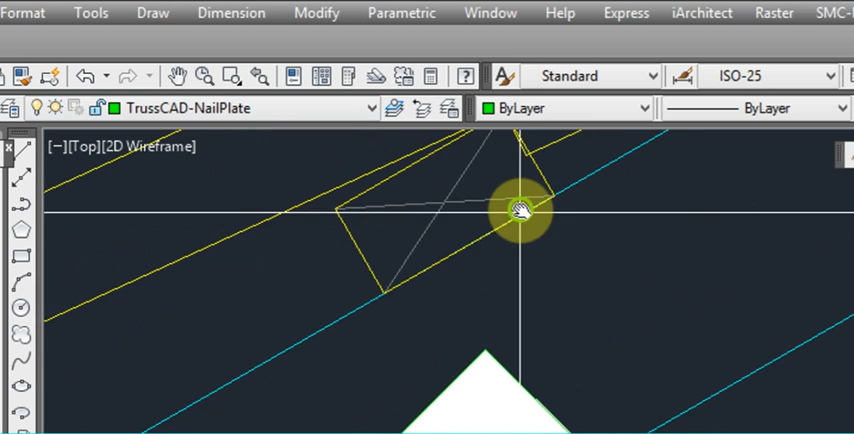 Format Tools Draw Dimension Modify Parametric Window Help Express iArchitect Raster SMC-
Standard ISO-25
TrussCAD-NailPlate ByLayer ByLayer
[−][Top][2D Wireframe]